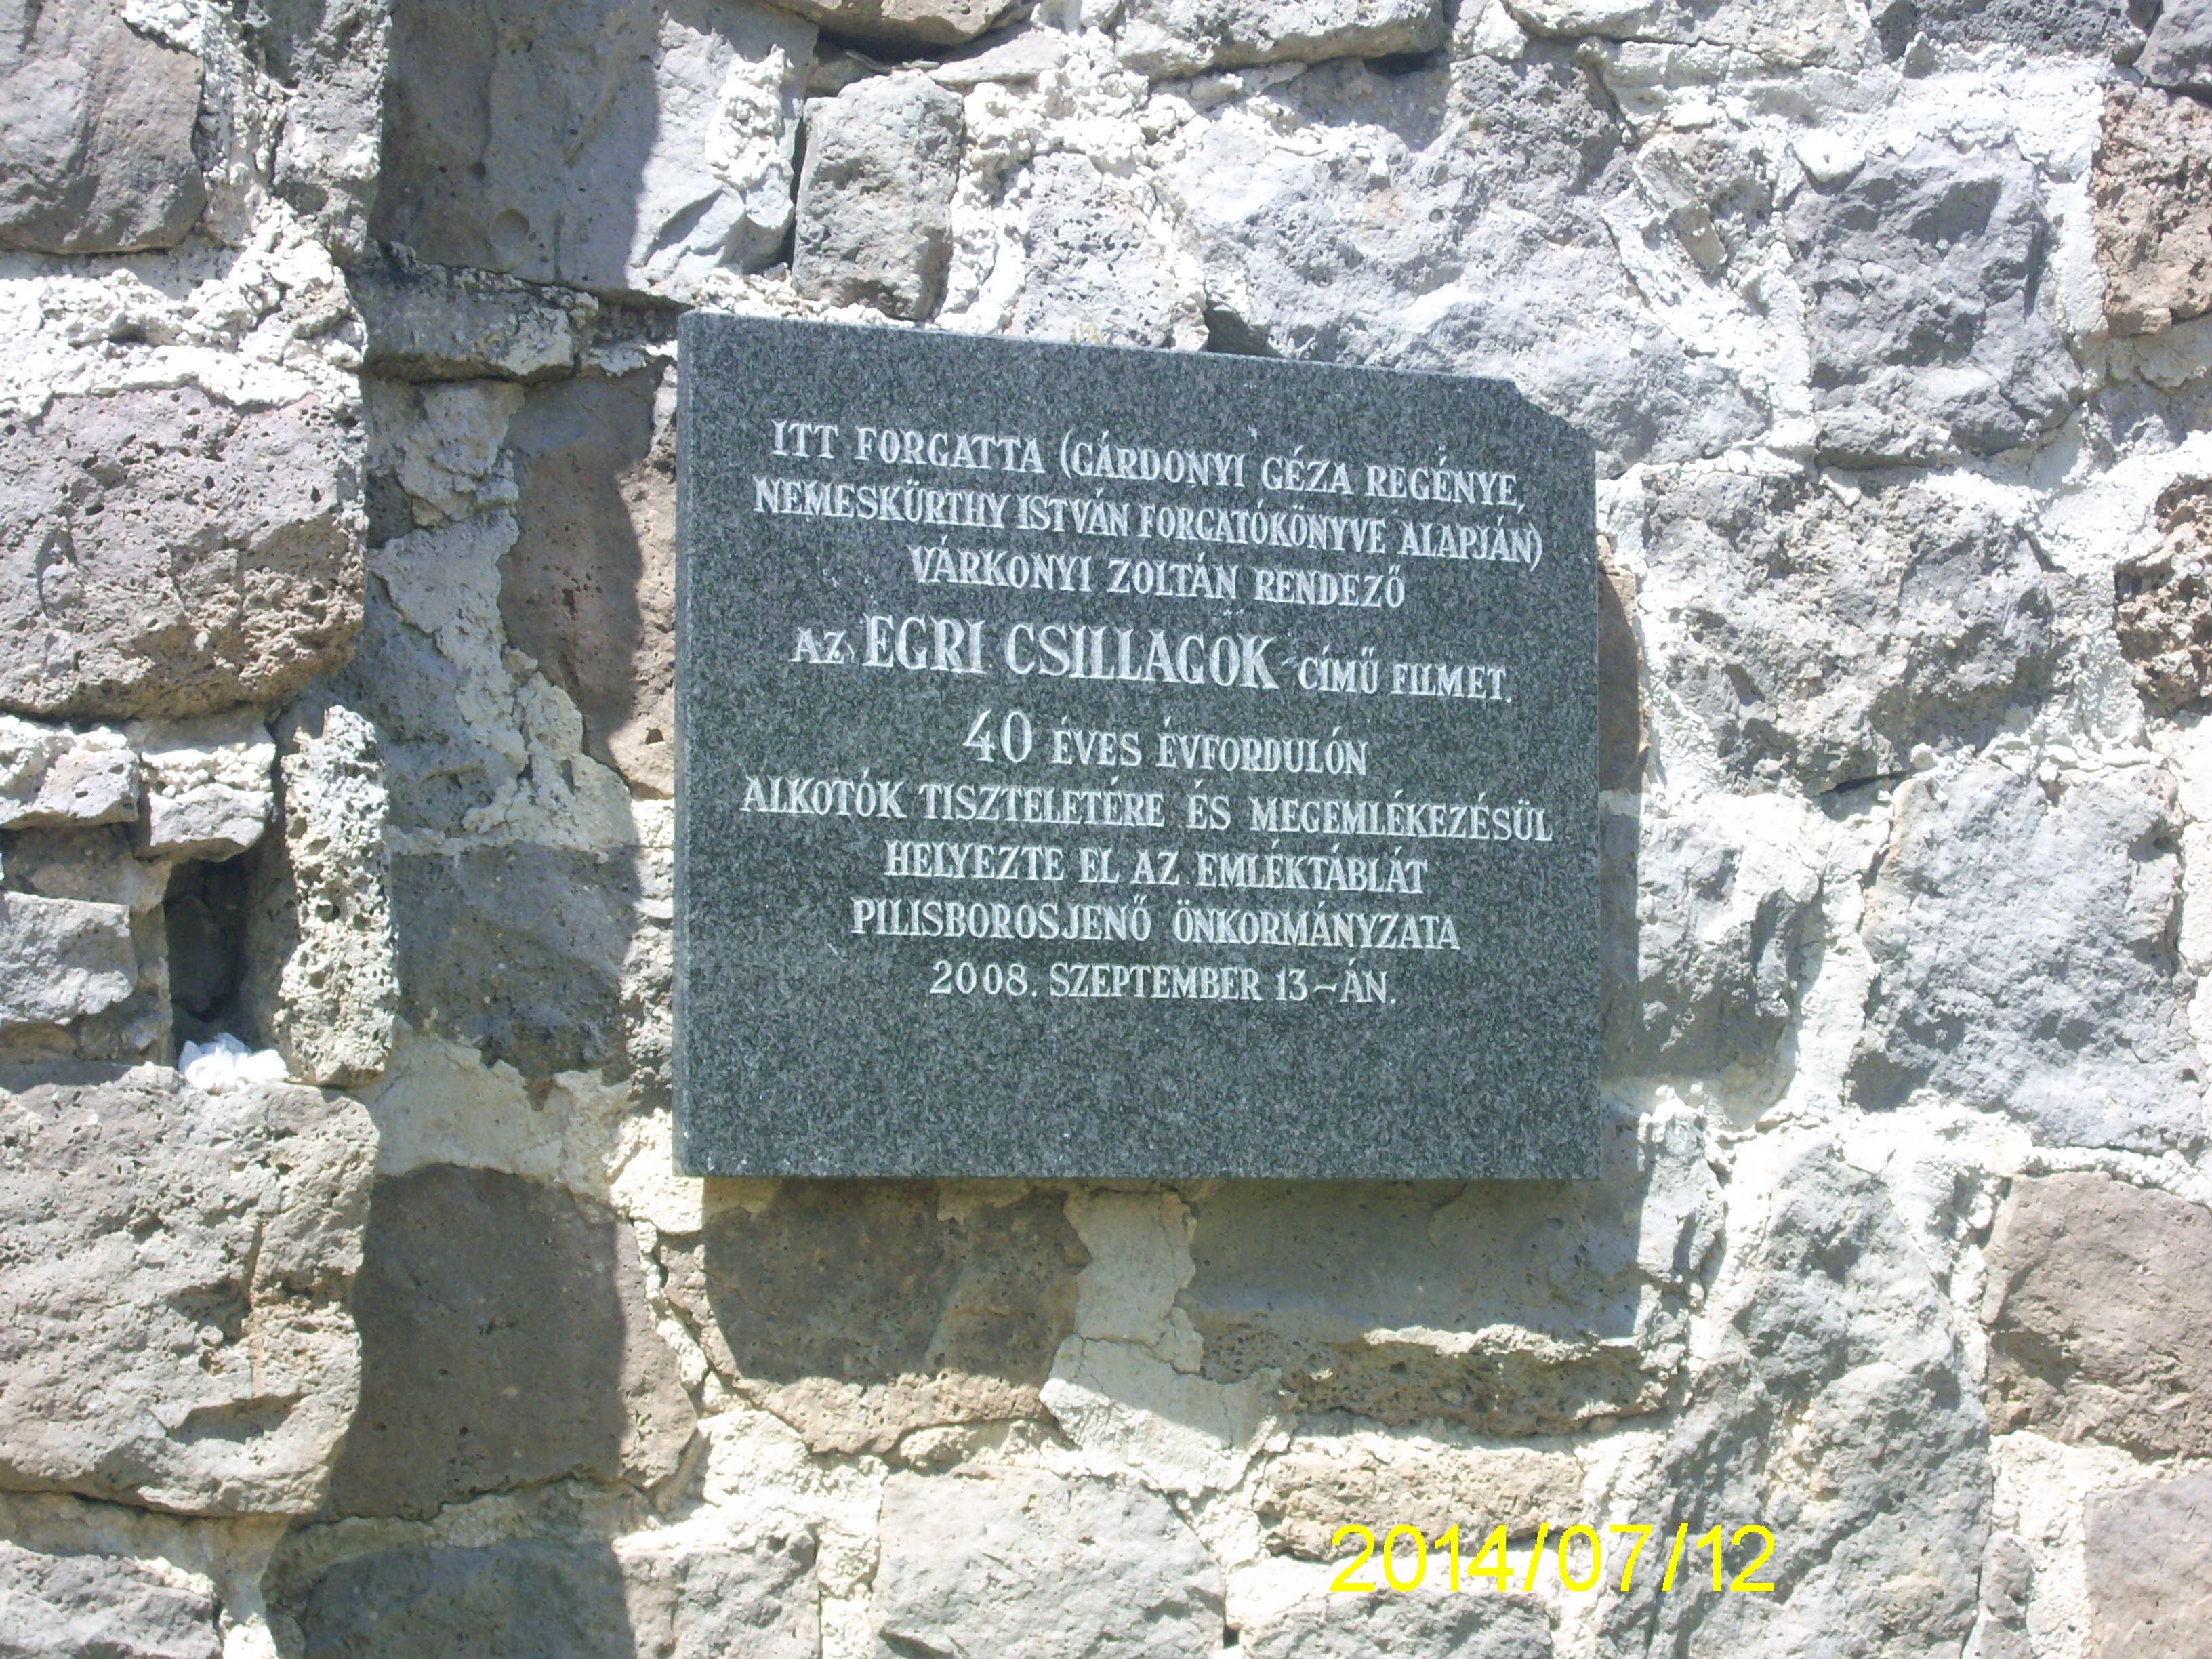 ITT FORGATTA (GÁRDONYI GÉZA REGÉNYE,
NEMESKÜRTHY ISTVÁN FORGATÓKÖNYVE ALAPJÁN)
VÁRKONYI ZOLTÁN RENDEZŐ
AZ EGRI CSILLAGOK CÍMŰ FILMET.
40 ÉVES ÉVFORDULÓN
ALKOTÓK TISZTELETÉRE ÉS MEGEMLÉKEZÉSÜL
HELYEZTE EL AZ EMLÉKTÁBLÁT
PILISBOROSJENŐ ÖNKORMÁNYZATA
2008. SZEPTEMBER 13-ÁN.
2014/07/12